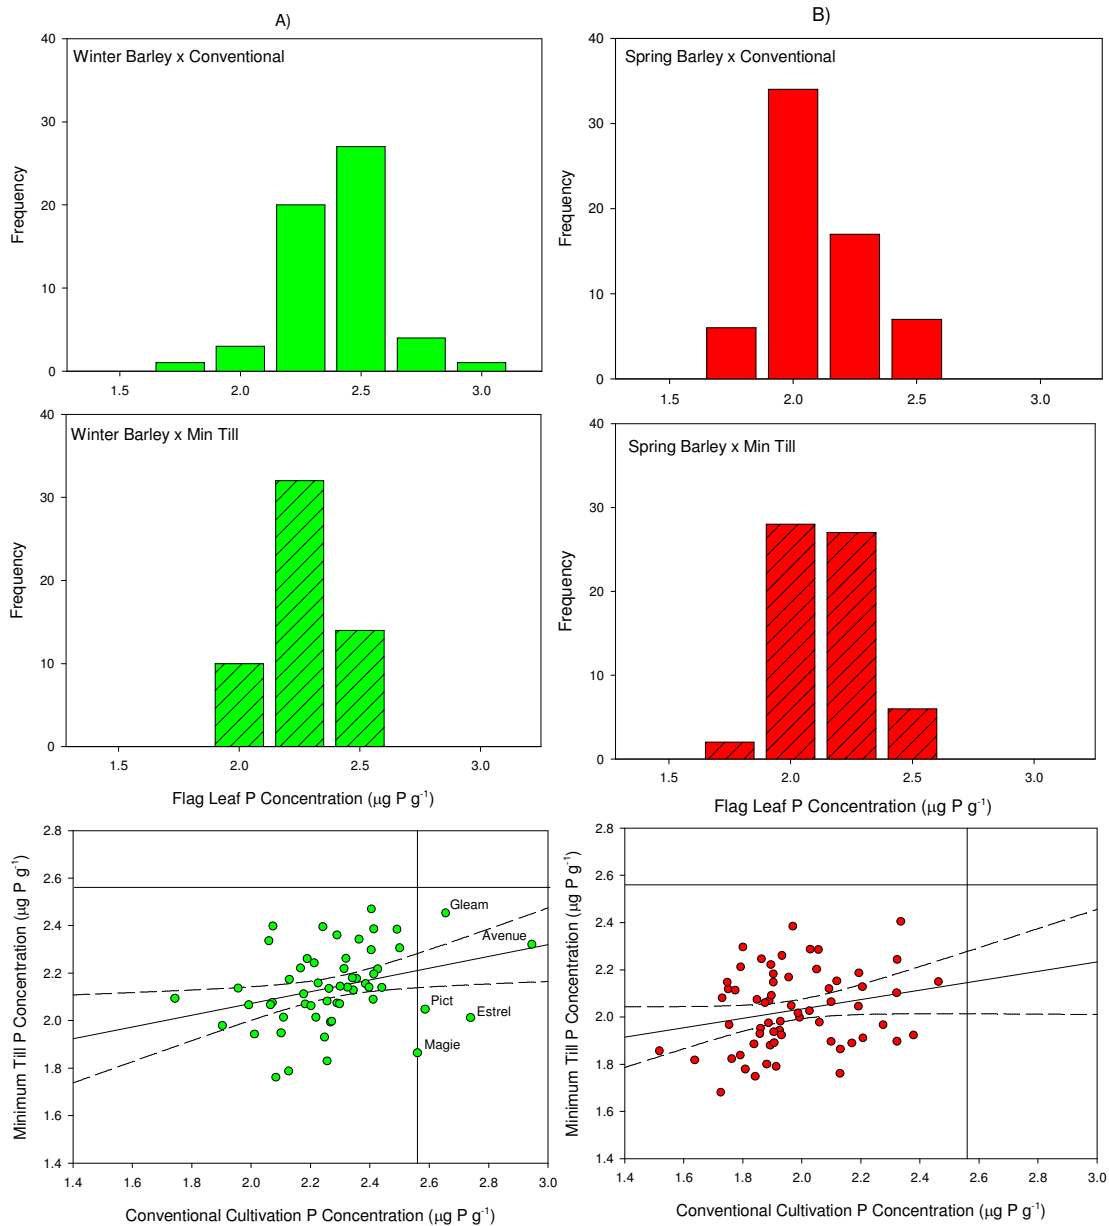 A)
Winter Barley x Conventional
Frequency
40
30
20
10
0
1.5 2.0 2.5 3.0
B)
Spring Barley x Conventional
Frequency
40
30
20
10
0
1.5 2.0 2.5 3.0
Winter Barley x Min Till
Frequency
40
30
20
10
0
1.5 2.0 2.5 3.0
Flag Leaf P Concentration (µg P g⁻¹)
Spring Barley x Min Till
Frequency
40
30
20
10
0
1.5 2.0 2.5 3.0
Flag Leaf P Concentration (µg P g⁻¹)
Minimum Till P Concentration (µg P g⁻¹)
2.8
2.6
2.4
2.2
2.0
1.8
1.6
1.4
Gleam
Avenue
Pict
Estrel
Magie
1.4 1.6 1.8 2.0 2.2 2.4 2.6 2.8 3.0
Conventional Cultivation P Concentration (µg P g⁻¹)
Minimum Till P Concentration (µg P g⁻¹)
2.8
2.6
2.4
2.2
2.0
1.8
1.6
1.4
1.4 1.6 1.8 2.0 2.2 2.4 2.6 2.8 3.0
Conventional Cultivation P Concentration (µg P g⁻¹)